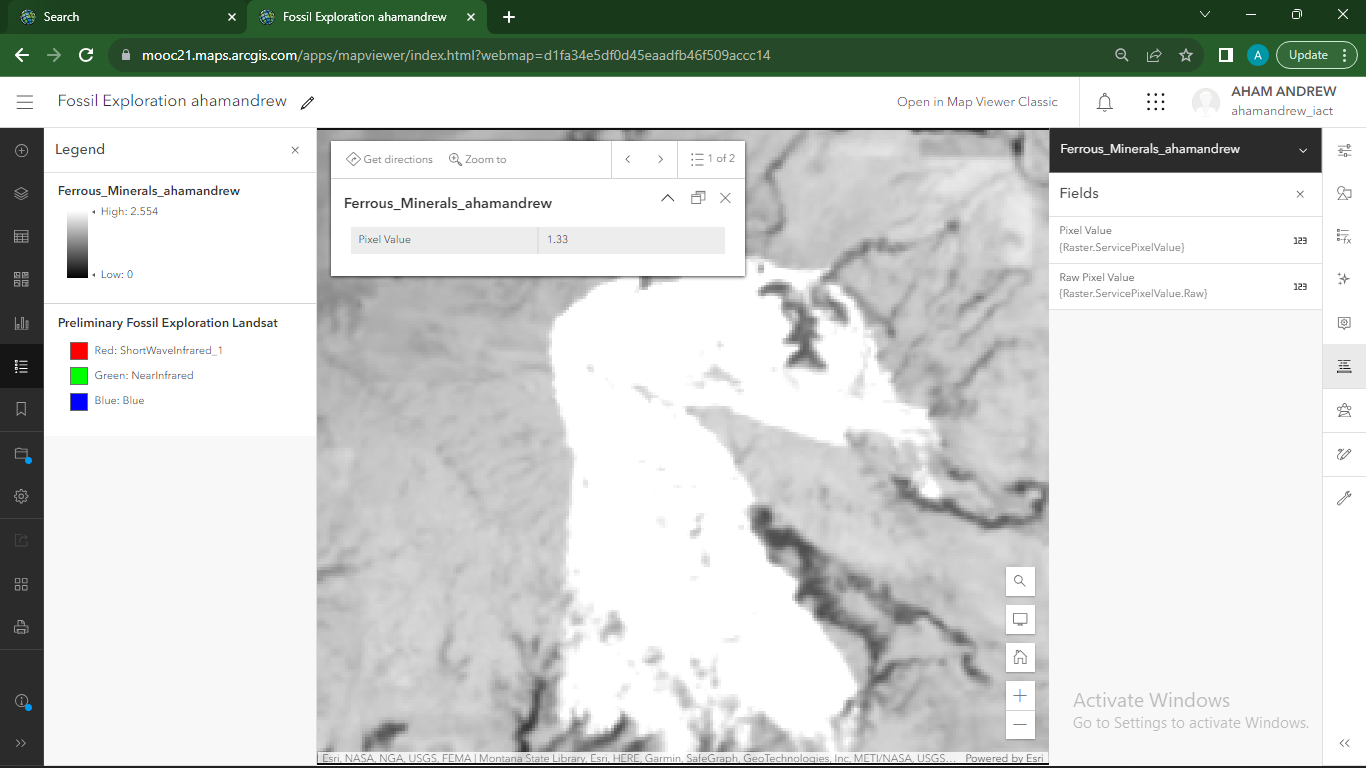 Search
Fossil Exploration ahamandrew
mooc21.maps.arcgis.com/apps/mapviewer/index.html?webmap=d1fa34e5df0d45eaadfb46f509accc14
A
Update
Fossil Exploration ahamandrew
Open in Map Viewer Classic
AHAM ANDREW
ahamandrew_iact
Legend
Ferrous_Minerals_ahamandrew
High: 2.554
Low: 0
Preliminary Fossil Exploration Landsat
Red: ShortWaveInfrared_1
Green: NearInfrared
Blue: Blue
Get directions
Zoom to
1 of 2
Ferrous_Minerals_ahamandrew
Pixel Value 1.33
Ferrous_Minerals_ahamandrew
Fields
Pixel Value
{Raster.ServicePixelValue}
123
Raw Pixel Value
{Raster.ServicePixelValue.Raw}
123
Activate Windows
Go to Settings to activate Windows.
Esri, NASA, NGA, USGS, FEMA | Montana State Library, Esri, HERE, Garmin, SafeGraph, GeoTechnologies, Inc, METI/NASA, USGS... Powered by Esri